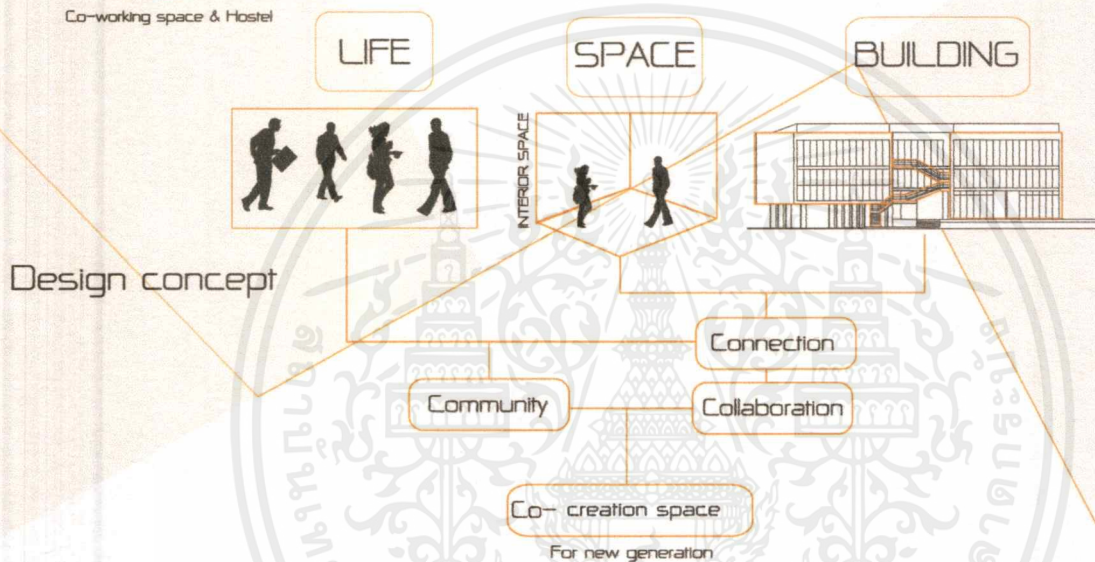 Co-working space & Hostel
LIFE
SPACE
BUILDING
INTERIOR SPACE
Design concept
Connection
Community
Collaboration
Co- creation space
For new generation